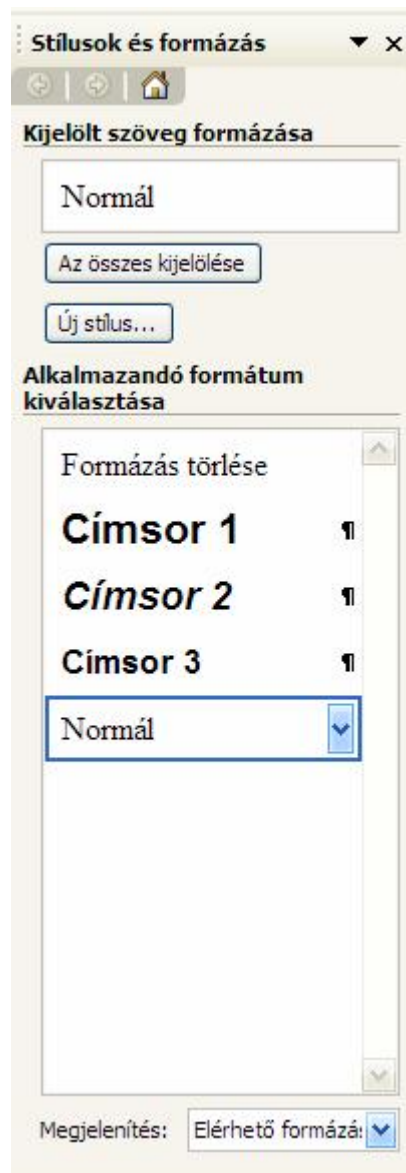 Stílusok és formázás
Kijelölt szöveg formázása
Normál
Az összes kijelölése
Új stílus...
Alkalmazandó formátum
kiválasztása
Formázás törlése
Címsor 1 ¶
Címsor 2 ¶
Címsor 3 ¶
Normál
Megjelenítés: Elérhető formázá